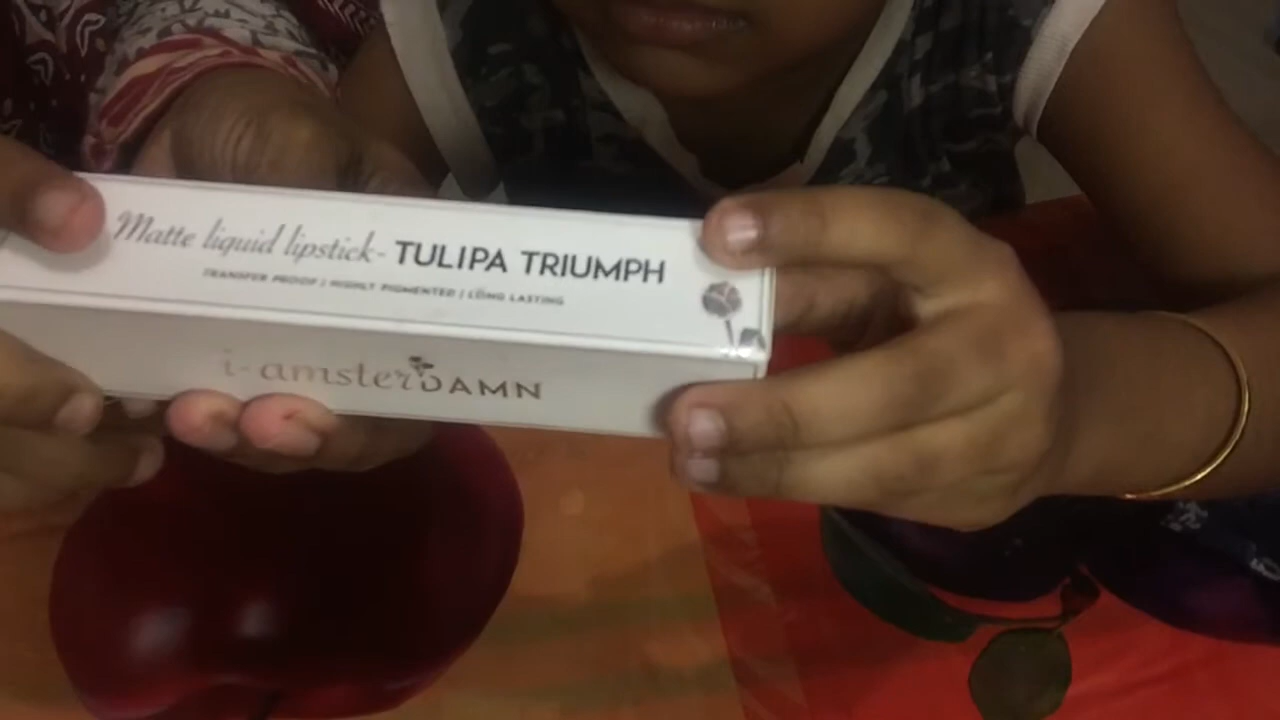 Matte liquid lipstick- TULIPA TRIUMPH
TRANSFER PROOF / HIGHLY PIGMENTED / LONG LASTING
i-amsterDAMN